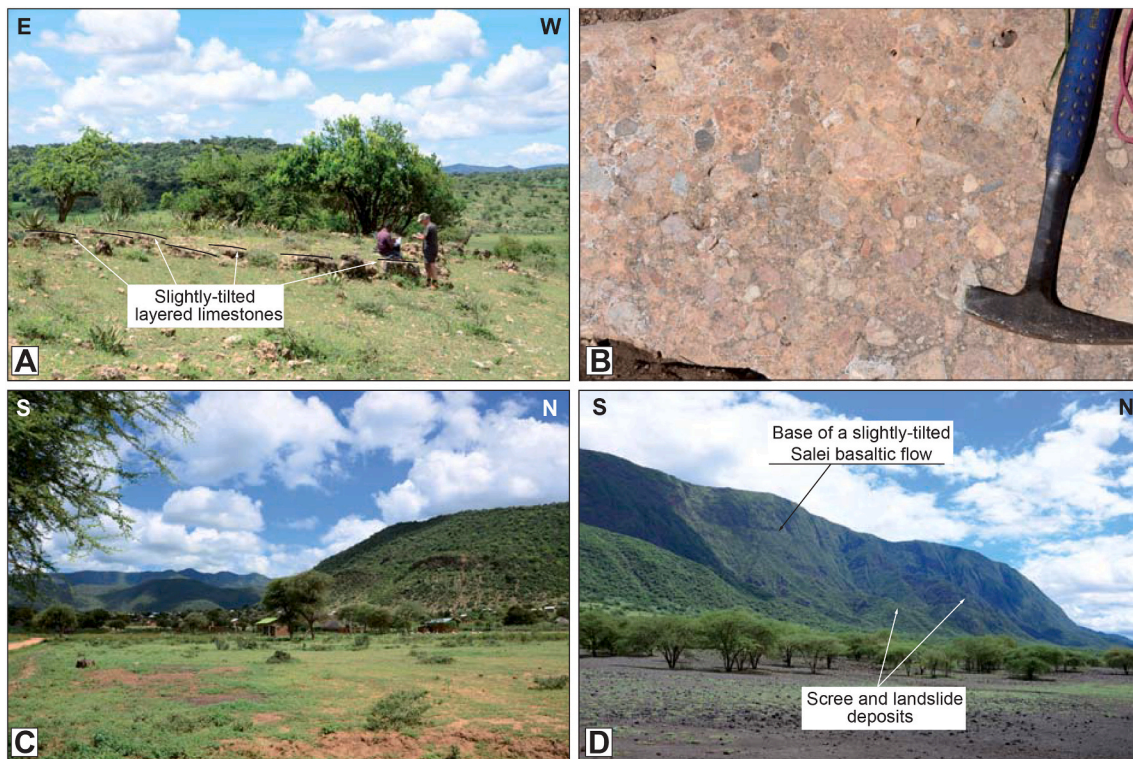 E
W
Slightly-tilted
layered limestones
A
B
S
N
C
S
N
Base of a slightly-tilted
Salei basaltic flow
Scree and landslide
deposits
D